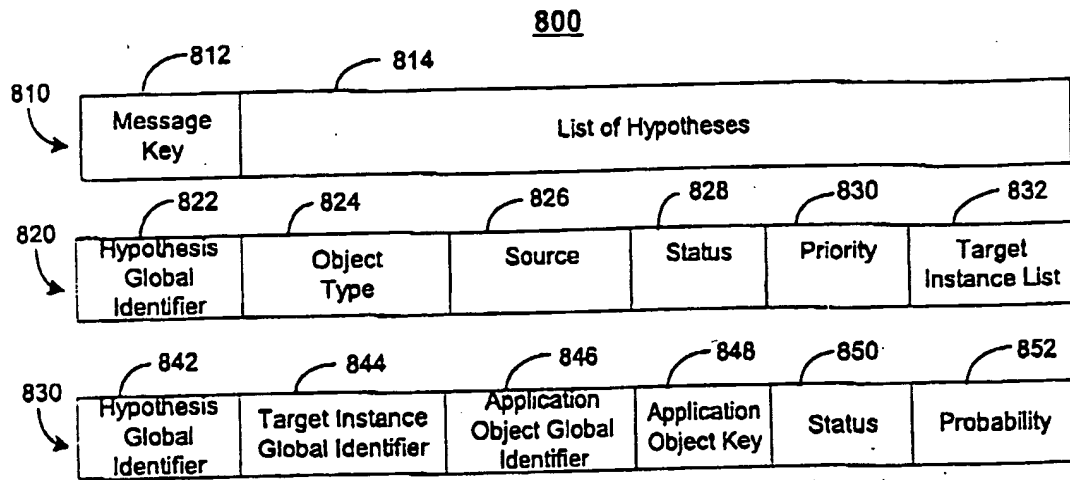 800
812
814
810
Message
Key
List of Hypotheses
822
824
826
828
830
832
820
Hypothesis
Global
Identifier
Object
Type
Source
Status
Priority
Target
Instance List
842
844
846
848
850
852
830
Hypothesis
Global
Identifier
Target Instance
Global Identifier
Application
Object Global
Identifier
Application
Object Key
Status
Probability